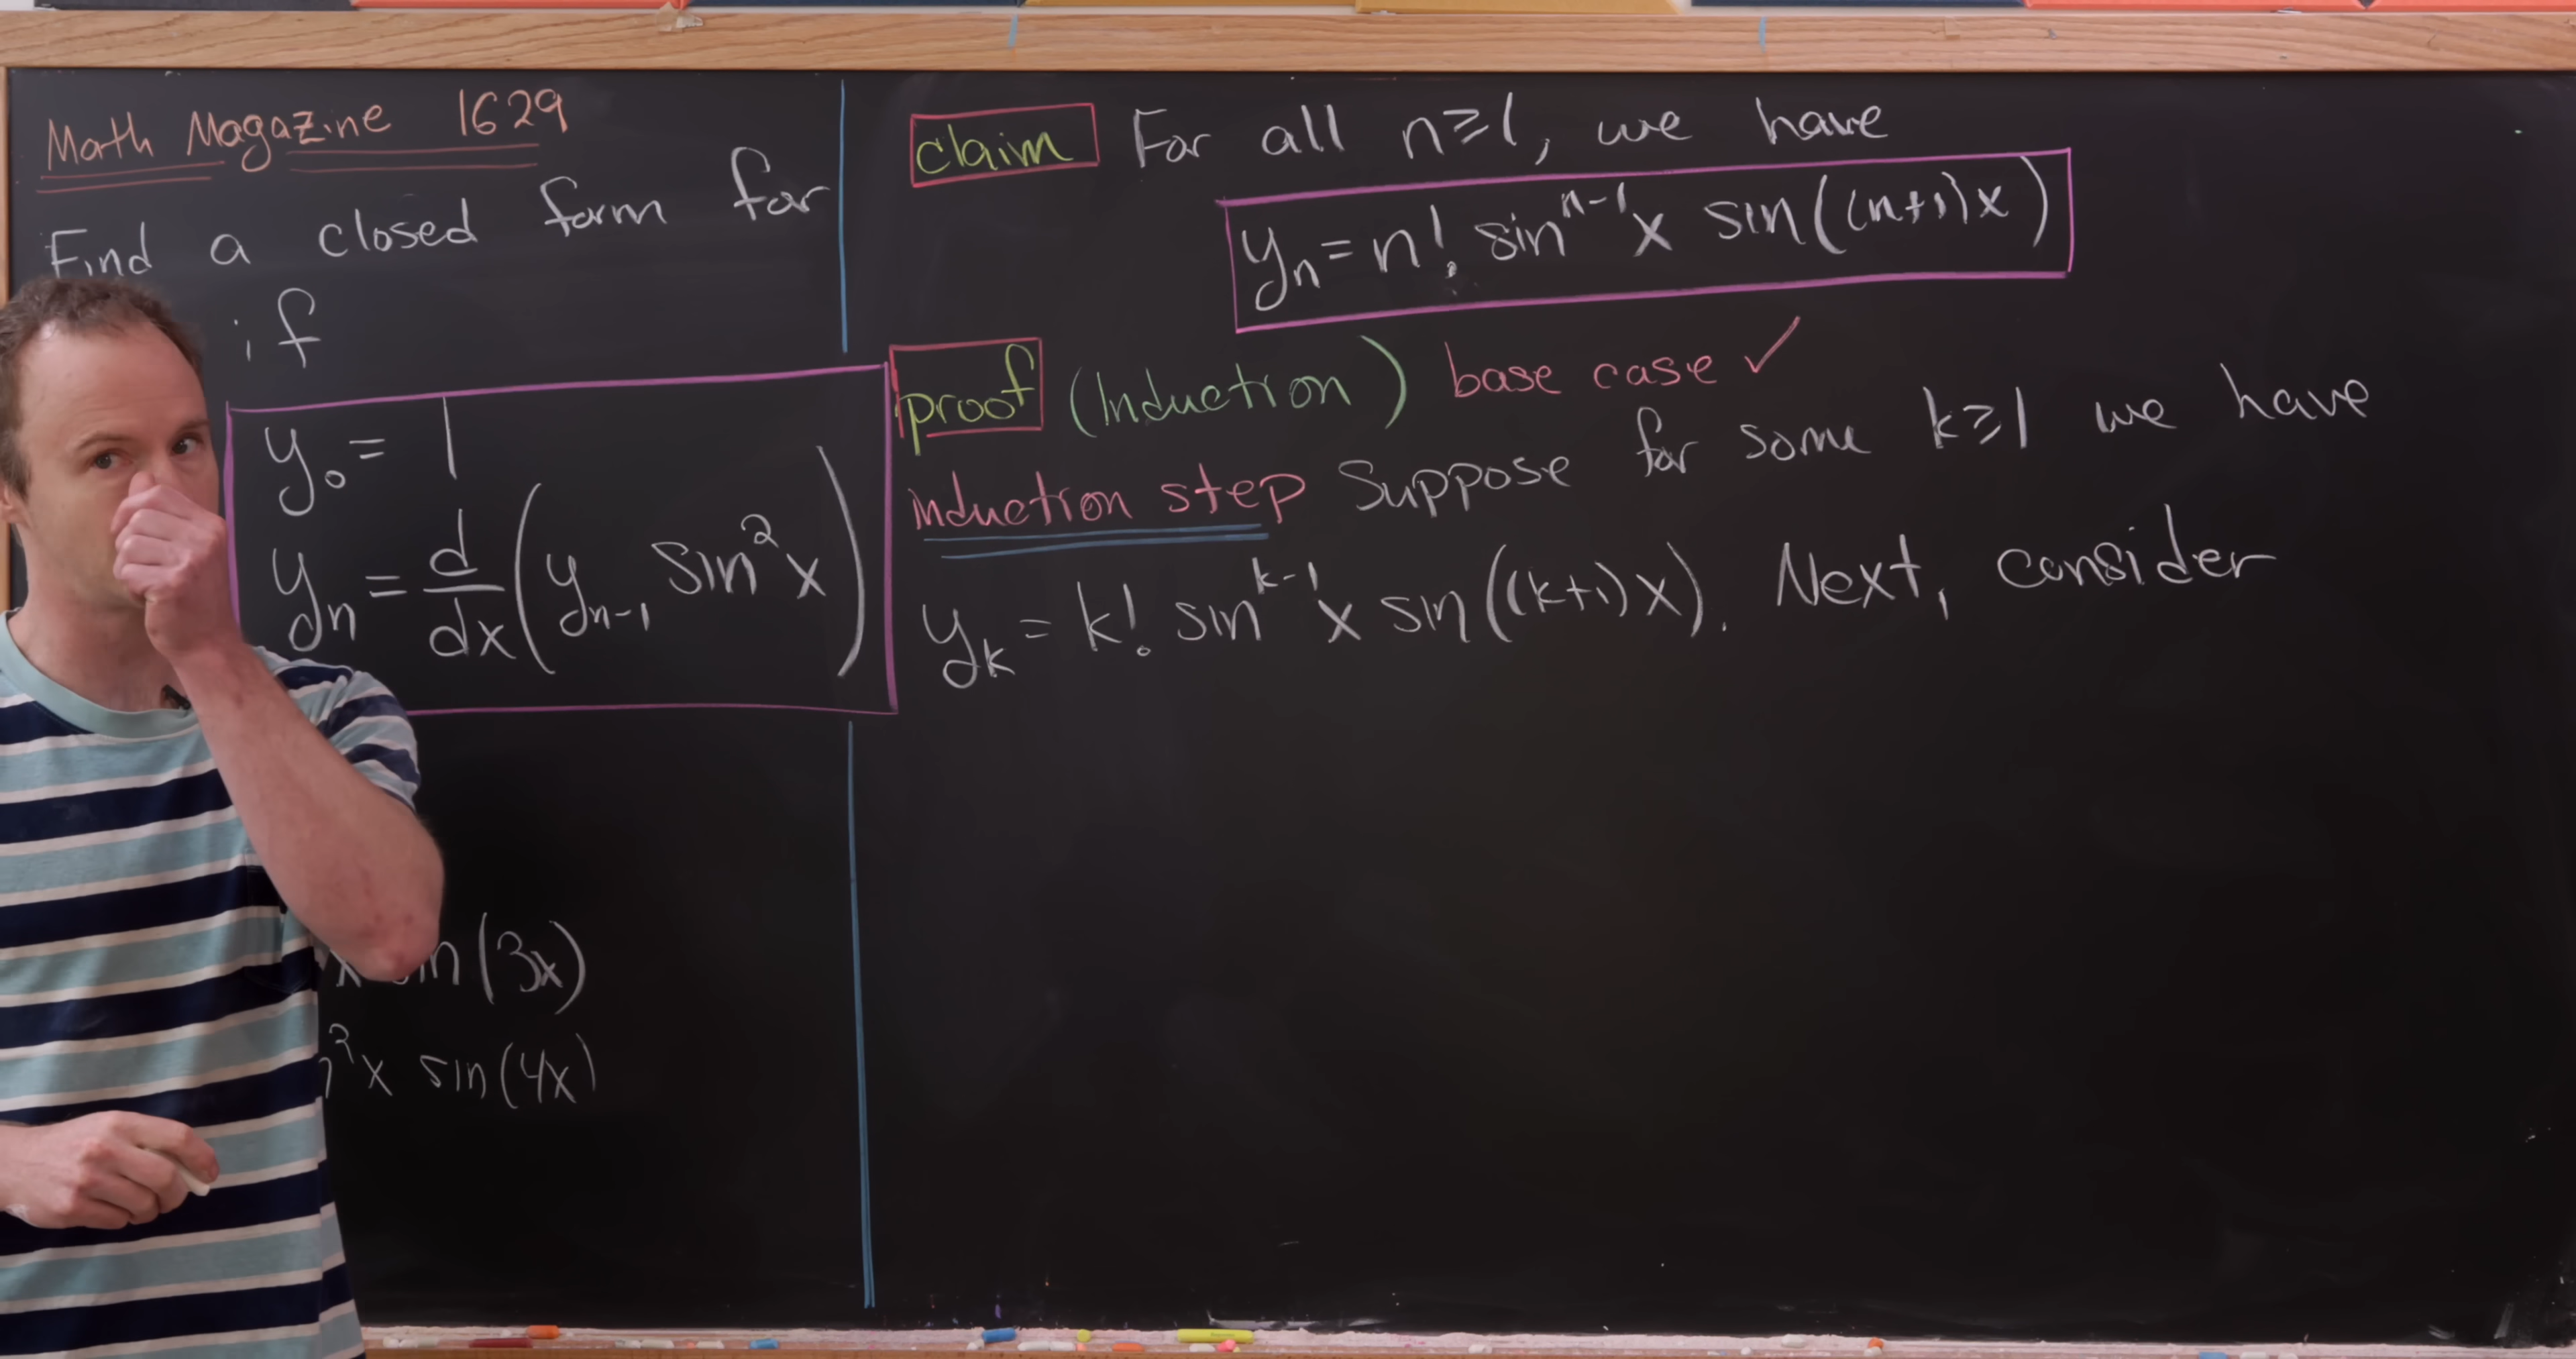 Math Magazine 1629
Find a closed form for
if
y₀ = 1
yₙ = d/dx (yₙ₋₁ sin²x)
sin(3x)
x sin(4x)
claim For all n≥1, we have
yₙ = n! sinⁿ⁻¹x sin((n+1)x)
proof (Induction) base case ✓
induction step Suppose for some k≥1 we have
yₖ = k! sinᵏ⁻¹x sin((k+1)x). Next, consider